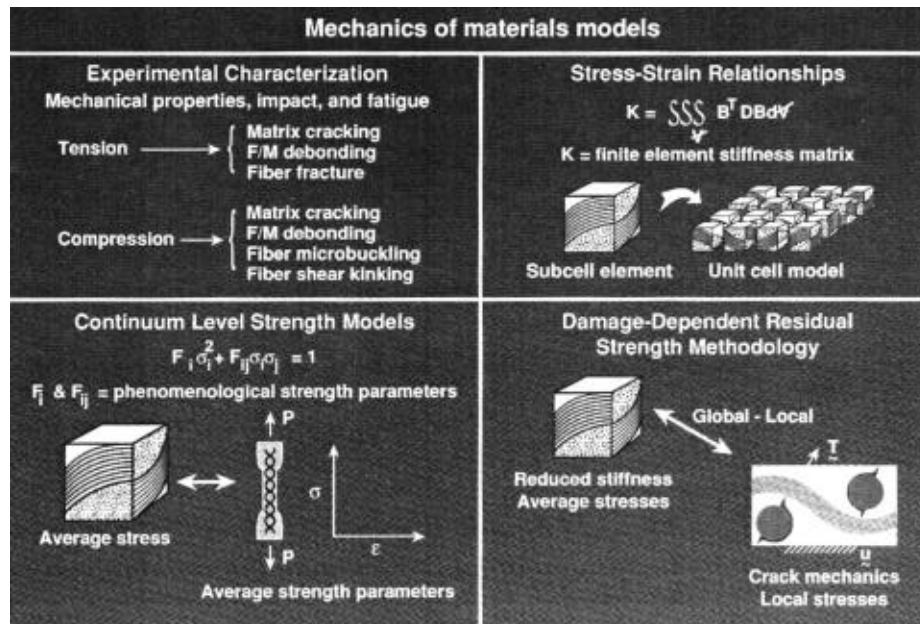 Mechanics of materials models
Experimental Characterization
Mechanical properties, impact, and fatigue
Tension
Matrix cracking
F/M debonding
Fiber fracture
Compression
Matrix cracking
F/M debonding
Fiber microbuckling
Fiber shear kinking
Stress-Strain Relationships
K = ∫∫∫ Bᵀ DBdV
V
K = finite element stiffness matrix
Subcell element
Unit cell model
Continuum Level Strength Models
F_i σ_i² + F_ij σ_i σ_j = 1
F_i & F_ij = phenomenological strength parameters
P
σ
ε
P
Average stress
Average strength parameters
Damage-Dependent Residual
Strength Methodology
Global - Local
T
Reduced stiffness
Average stresses
u
Crack mechanics
Local stresses